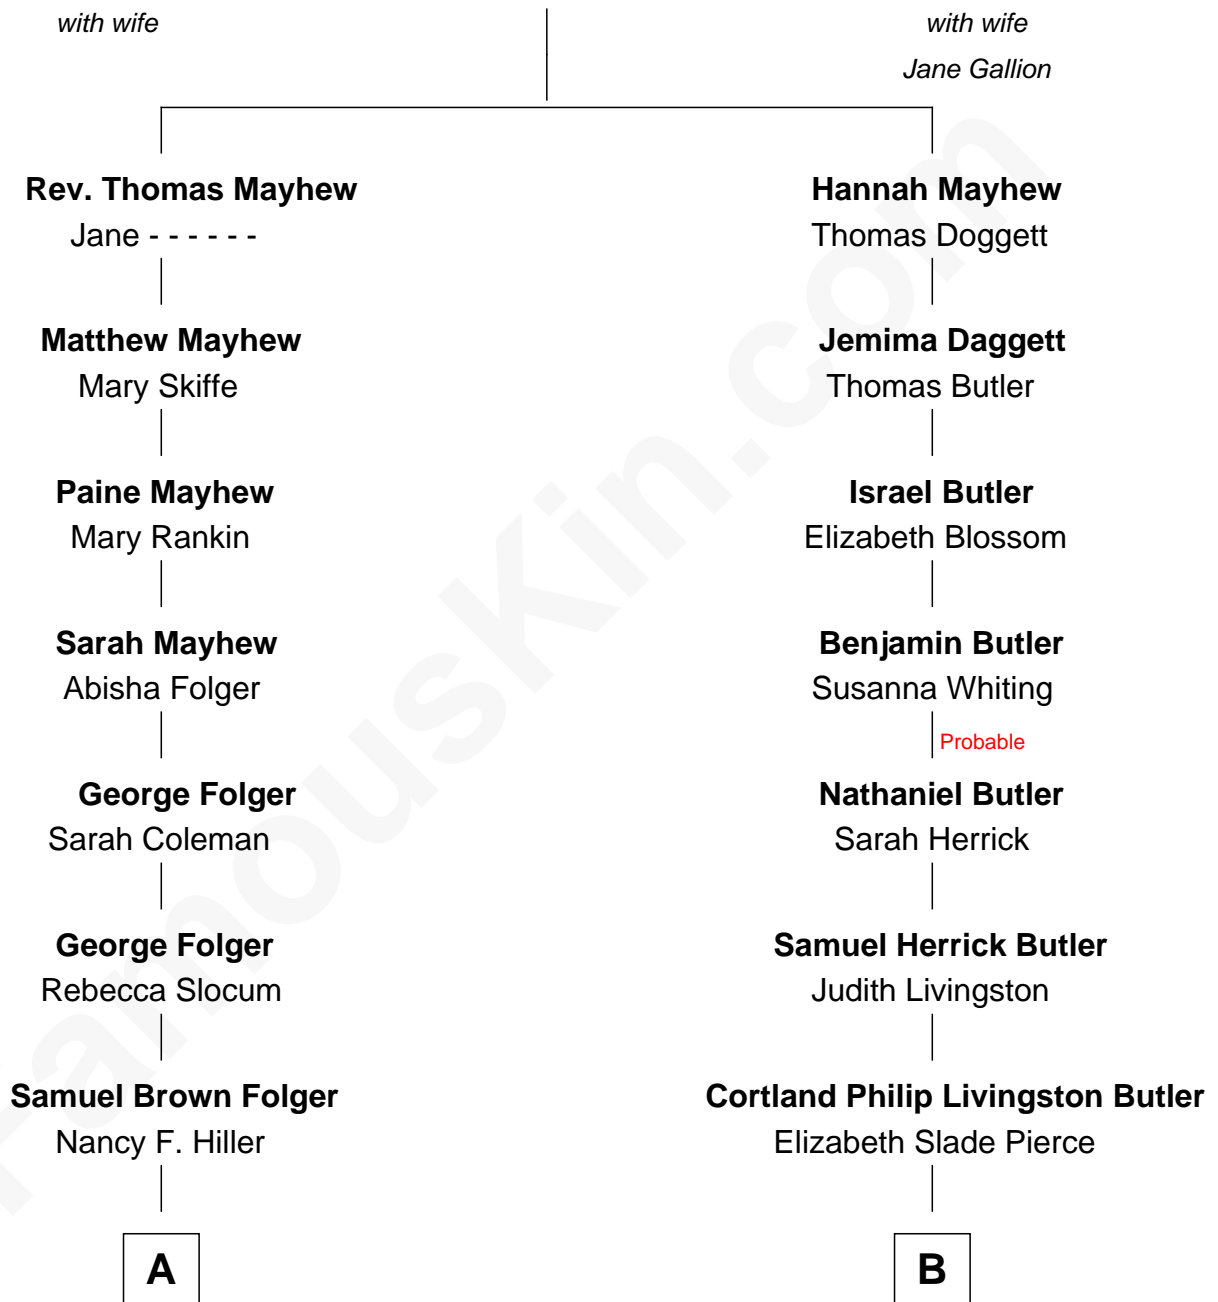 with wife
with wife
Jane Gallion
Rev. Thomas Mayhew
Jane - - - - - -
Hannah Mayhew
Thomas Doggett
Matthew Mayhew
Mary Skiffe
Jemima Daggett
Thomas Butler
Paine Mayhew
Mary Rankin
Israel Butler
Elizabeth Blossom
Sarah Mayhew
Abisha Folger
Benjamin Butler
Susanna Whiting
Probable
George Folger
Sarah Coleman
Nathaniel Butler
Sarah Herrick
George Folger
Rebecca Slocum
Samuel Herrick Butler
Judith Livingston
Samuel Brown Folger
Nancy F. Hiller
Cortland Philip Livingston Butler
Elizabeth Slade Pierce
A
B
FamousKin.com